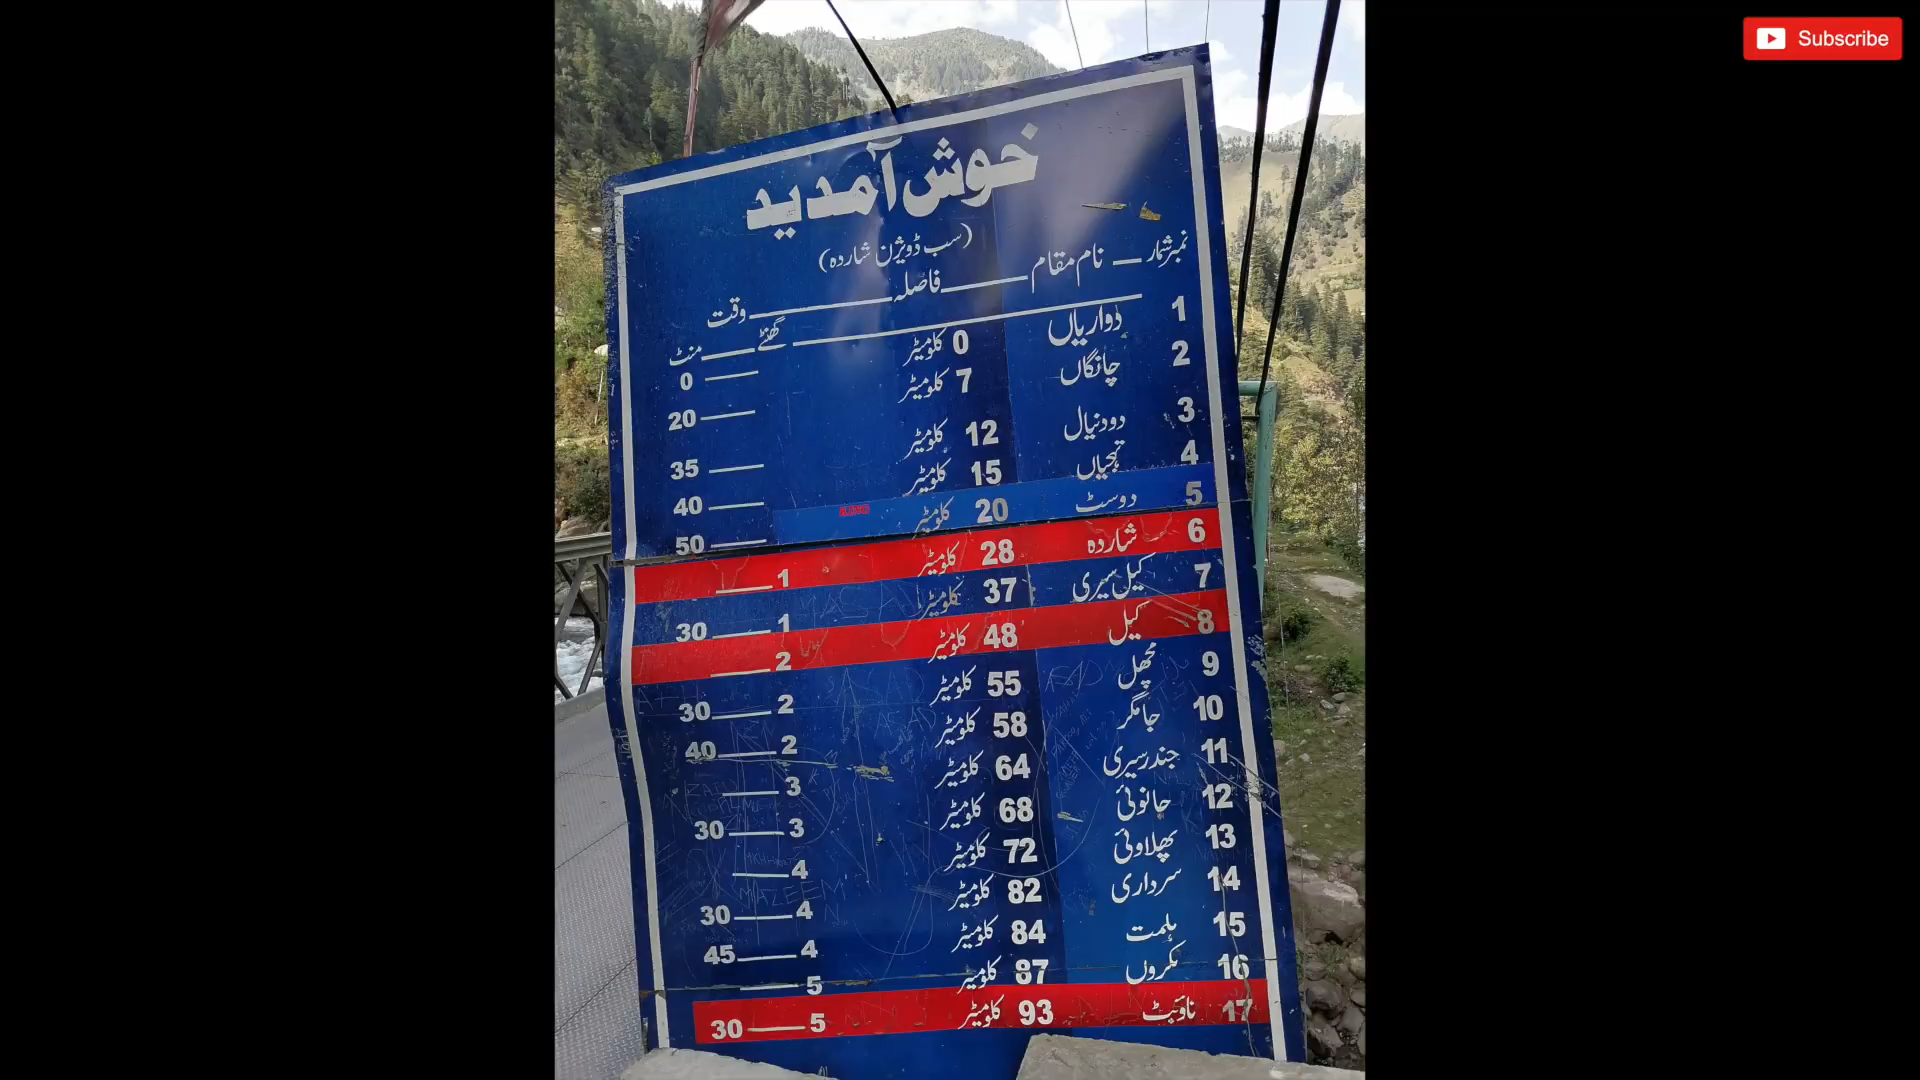 Subscribe
خوش آمدید
(سب ڈویژن شاردہ)
نمبر شمار — نام مقام — فاصلہ — وقت
گھنٹے — منٹ
1 دواریاں 0 کلومیٹر — 0
2 چانگاں 7 کلومیٹر — 20
3 دودنیال 12 کلومیٹر — 35
4 تہجیاں 15 کلومیٹر — 40
5 دوسٹ 20 کلومیٹر — 50
6 شاردہ 28 کلومیٹر 1 —
7 کیل سیری 37 کلومیٹر 1 — 30
8 کیل 48 کلومیٹر 2 —
9 مچھل 55 کلومیٹر 2 — 30
10 جامگر 58 کلومیٹر 2 — 40
11 جندرسیری 64 کلومیٹر 3 —
12 جانوئی 68 کلومیٹر 3 — 30
13 پھلاوئی 72 کلومیٹر 4 —
14 سرداری 82 کلومیٹر 4 — 30
15 ہلمت 84 کلومیٹر 4 — 45
16 نکروں 87 کلومیٹر 5 —
17 تاؤبٹ 93 کلومیٹر 5 — 30